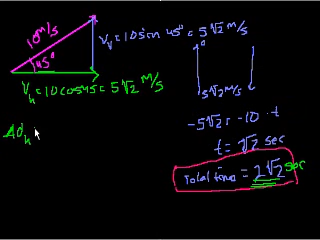 10 m/s
45°
Vv = 10 sin 45° = 5√2 m/s
Vh = 10 cos 45 = 5√2 m/s
5√2 m/s
-5√2 = -10 t
t = √2 sec
Total time = 2√2 sec
Δdh